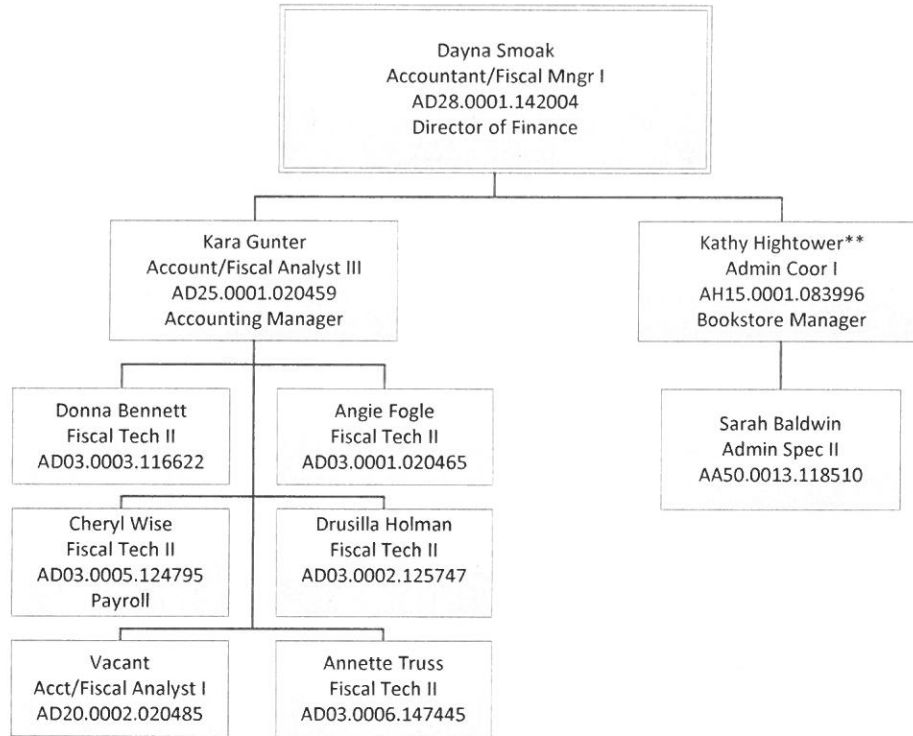 Dayna Smoak
Accountant/Fiscal Mngr I
AD28.0001.142004
Director of Finance
Kara Gunter
Account/Fiscal Analyst III
AD25.0001.020459
Accounting Manager
Kathy Hightower**
Admin Coor I
AH15.0001.083996
Bookstore Manager
Donna Bennett
Fiscal Tech II
AD03.0003.116622
Angie Fogle
Fiscal Tech II
AD03.0001.020465
Sarah Baldwin
Admin Spec II
AA50.0013.118510
Cheryl Wise
Fiscal Tech II
AD03.0005.124795
Payroll
Drusilla Holman
Fiscal Tech II
AD03.0002.125747
Vacant
Acct/Fiscal Analyst I
AD20.0002.020485
Annette Truss
Fiscal Tech II
AD03.0006.147445